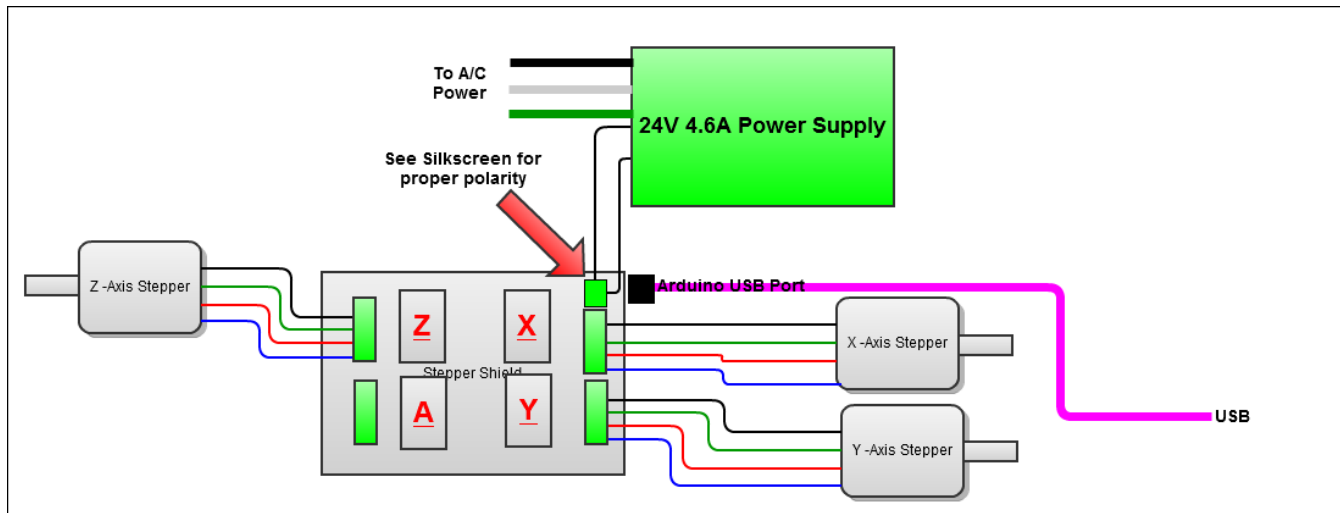 To A/C
Power
24V 4.6A Power Supply
See Silkscreen for
proper polarity
Z -Axis Stepper
Arduino USB Port
Z
X
X -Axis Stepper
Stepper Shield
A
Y
USB
Y -Axis Stepper